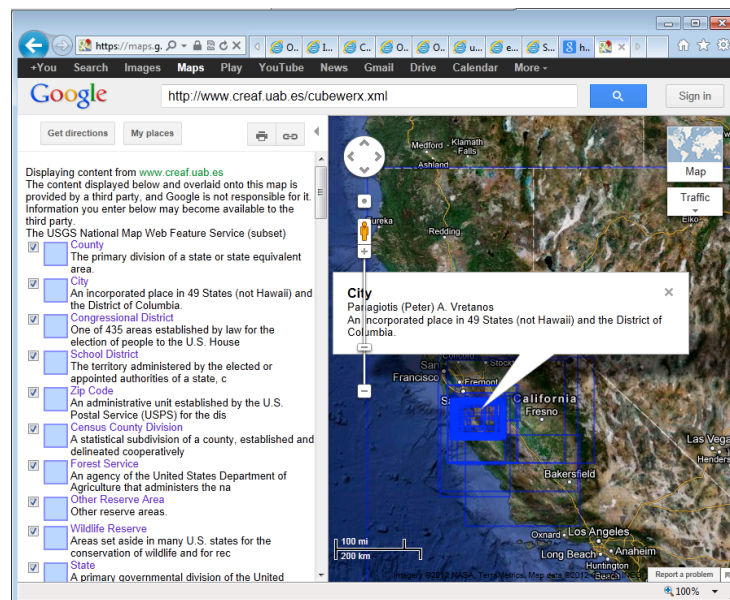 https://maps.g.
O..
I...
C..
O..
O..
u...
e...
S...
h..
+You Search Images Maps Play YouTube News Gmail Drive Calendar More
Google
http://www.creaf.uab.es/cubewerx.xml
Sign in
Get directions
My places
Displaying content from www.creaf.uab.es
The content displayed below and overlaid onto this map is
provided by a third party, and Google is not responsible for it.
Information you enter below may become available to the
third party.
The USGS National Map Web Feature Service (subset)
County
The primary division of a state or state equivalent
area.
City
An incorporated place in 49 States (not Hawaii) and
the District of Columbia.
Congressional District
One of 435 areas established by law for the
election of people to the U.S. House
School District
The territory administered by the elected or
appointed authorities of a state, c
Zip Code
An administrative unit established by the U.S.
Postal Service (USPS) for the dis
Census County Division
A statistical subdivision of a county, established and
delineated cooperatively
Forest Service
An agency of the United States Department of
Agriculture that administers the na
Other Reserve Area
Other reserve areas.
Wildlife Reserve
Areas set aside in many U.S. states for the
conservation of wildlife and for rec
State
A primary governmental division of the United
Map
Traffic
Medford
Klamath
Falls
Ashland
Eureka
Redding
Elko
City
Panagiotis (Peter) A. Vretanos
An incorporated place in 49 States (not Hawaii) and the District of
Columbia.
San
Francisco
Fremont
California
Fresno
Las Vega
Henders
Bakersfield
Oxnard
Los Angeles
Long Beach
Anaheim
Huntington
Beach
100 mi
200 km
Imagery ©2012 NASA, TerraMetrics, Map data ©2012
Report a problem
100%